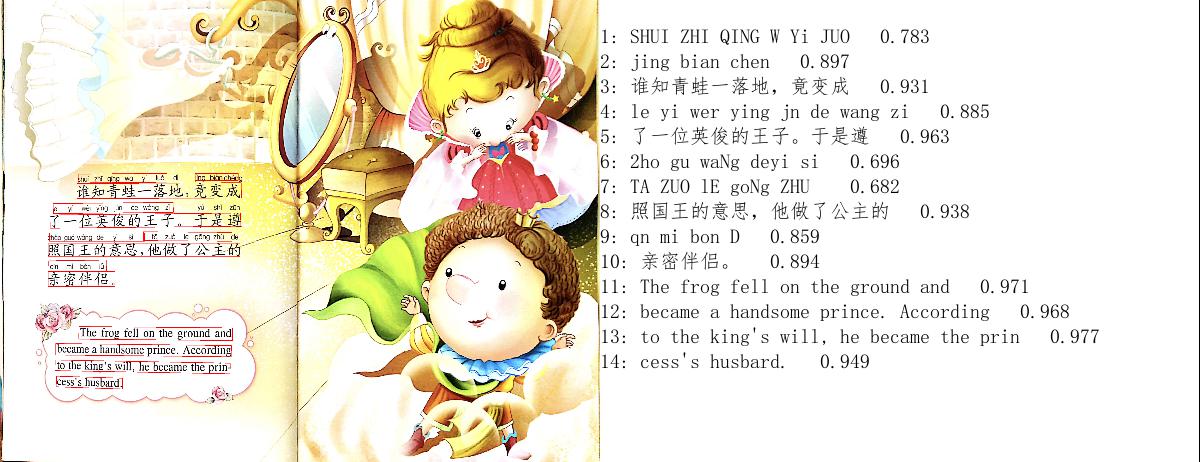 谁知青蛙一落地，竟变成
了一位英俊的王子。于是遵
照国王的意思，他做了公主的
亲密伴侣。
The frog fell on the ground and
became a handsome prince. According
to the king's will, he became the prin
cess's husbard.
1: SHUI ZHI QING W Yi JUO 0.783
2: jing bian chen 0.897
3: 谁知青蛙一落地，竟变成 0.931
4: le yi wer ying jn de wang zi 0.885
5: 了一位英俊的王子。于是遵 0.963
6: 2ho gu waNg deyi si 0.696
7: TA ZUO lE goNg ZHU 0.682
8: 照国王的意思，他做了公主的 0.938
9: qn mi bon D 0.859
10: 亲密伴侣。 0.894
11: The frog fell on the ground and 0.971
12: became a handsome prince. According 0.968
13: to the king's will, he became the prin 0.977
14: cess's husbard. 0.949